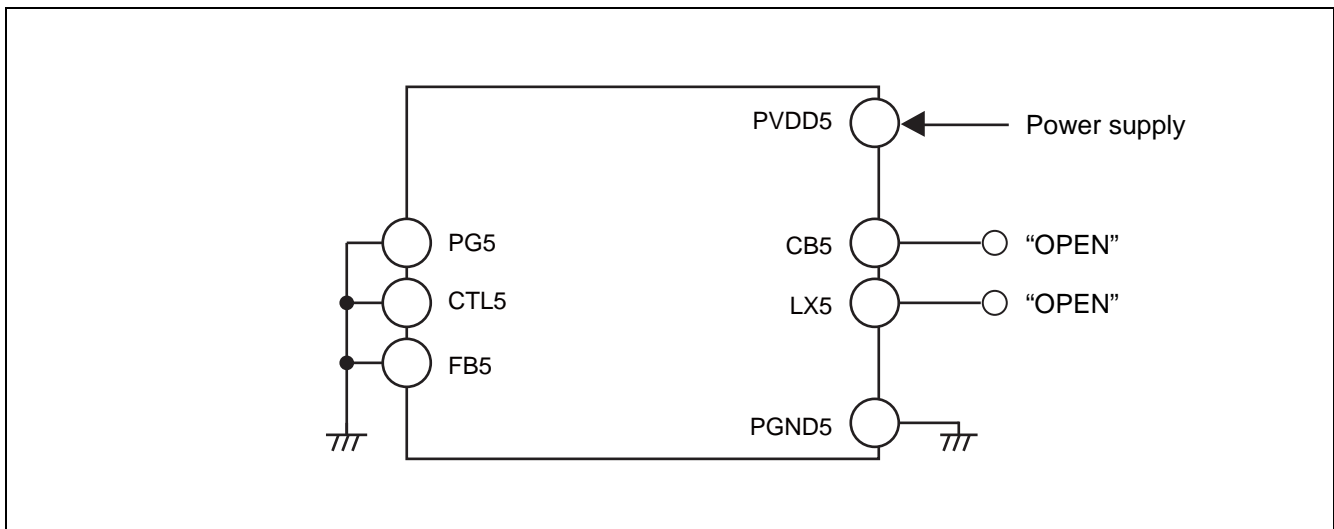 PVDD5
Power supply
PG5
CB5
“OPEN”
CTL5
LX5
“OPEN”
FB5
PGND5